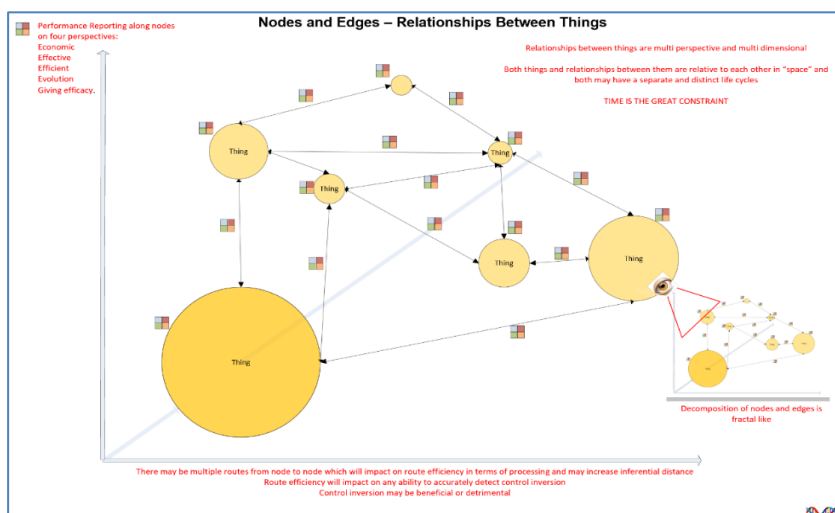 Nodes and Edges – Relationships Between Things
Performance Reporting along nodes
on four perspectives:
Economic
Effective
Efficient
Evolution
Giving efficacy.
Relationships between things are multi perspective and multi dimensional
Both things and relationships between them are relative to each other in "space" and
both may have a separate and distinct life cycles
TIME IS THE GREAT CONSTRAINT
Thing
Thing
Thing
Thing
Thing
Thing
Decomposition of nodes and edges is
fractal like
There may be multiple routes from node to node which will impact on route efficiency in terms of processing and may increase inferential distance
Route efficiency will impact on any ability to accurately detect control inversion
Control inversion may be beneficial or detrimental